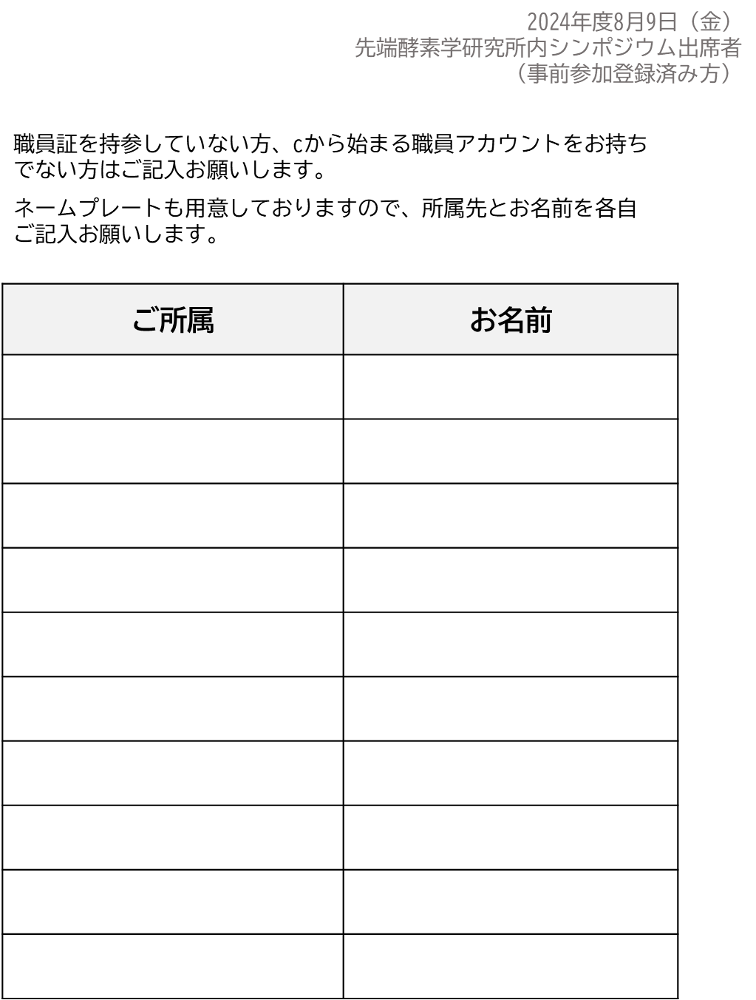 2024年度8月9日（金）
先端酵素学研究所内シンポジウム出席者
（事前参加登録済み方）
職員証を持参していない方、cから始まる職員アカウントをお持ち
でない方はご記入お願いします。
ネームプレートも用意しておりますので、所属先とお名前を各自
ご記入お願いします。
ご所属
お名前